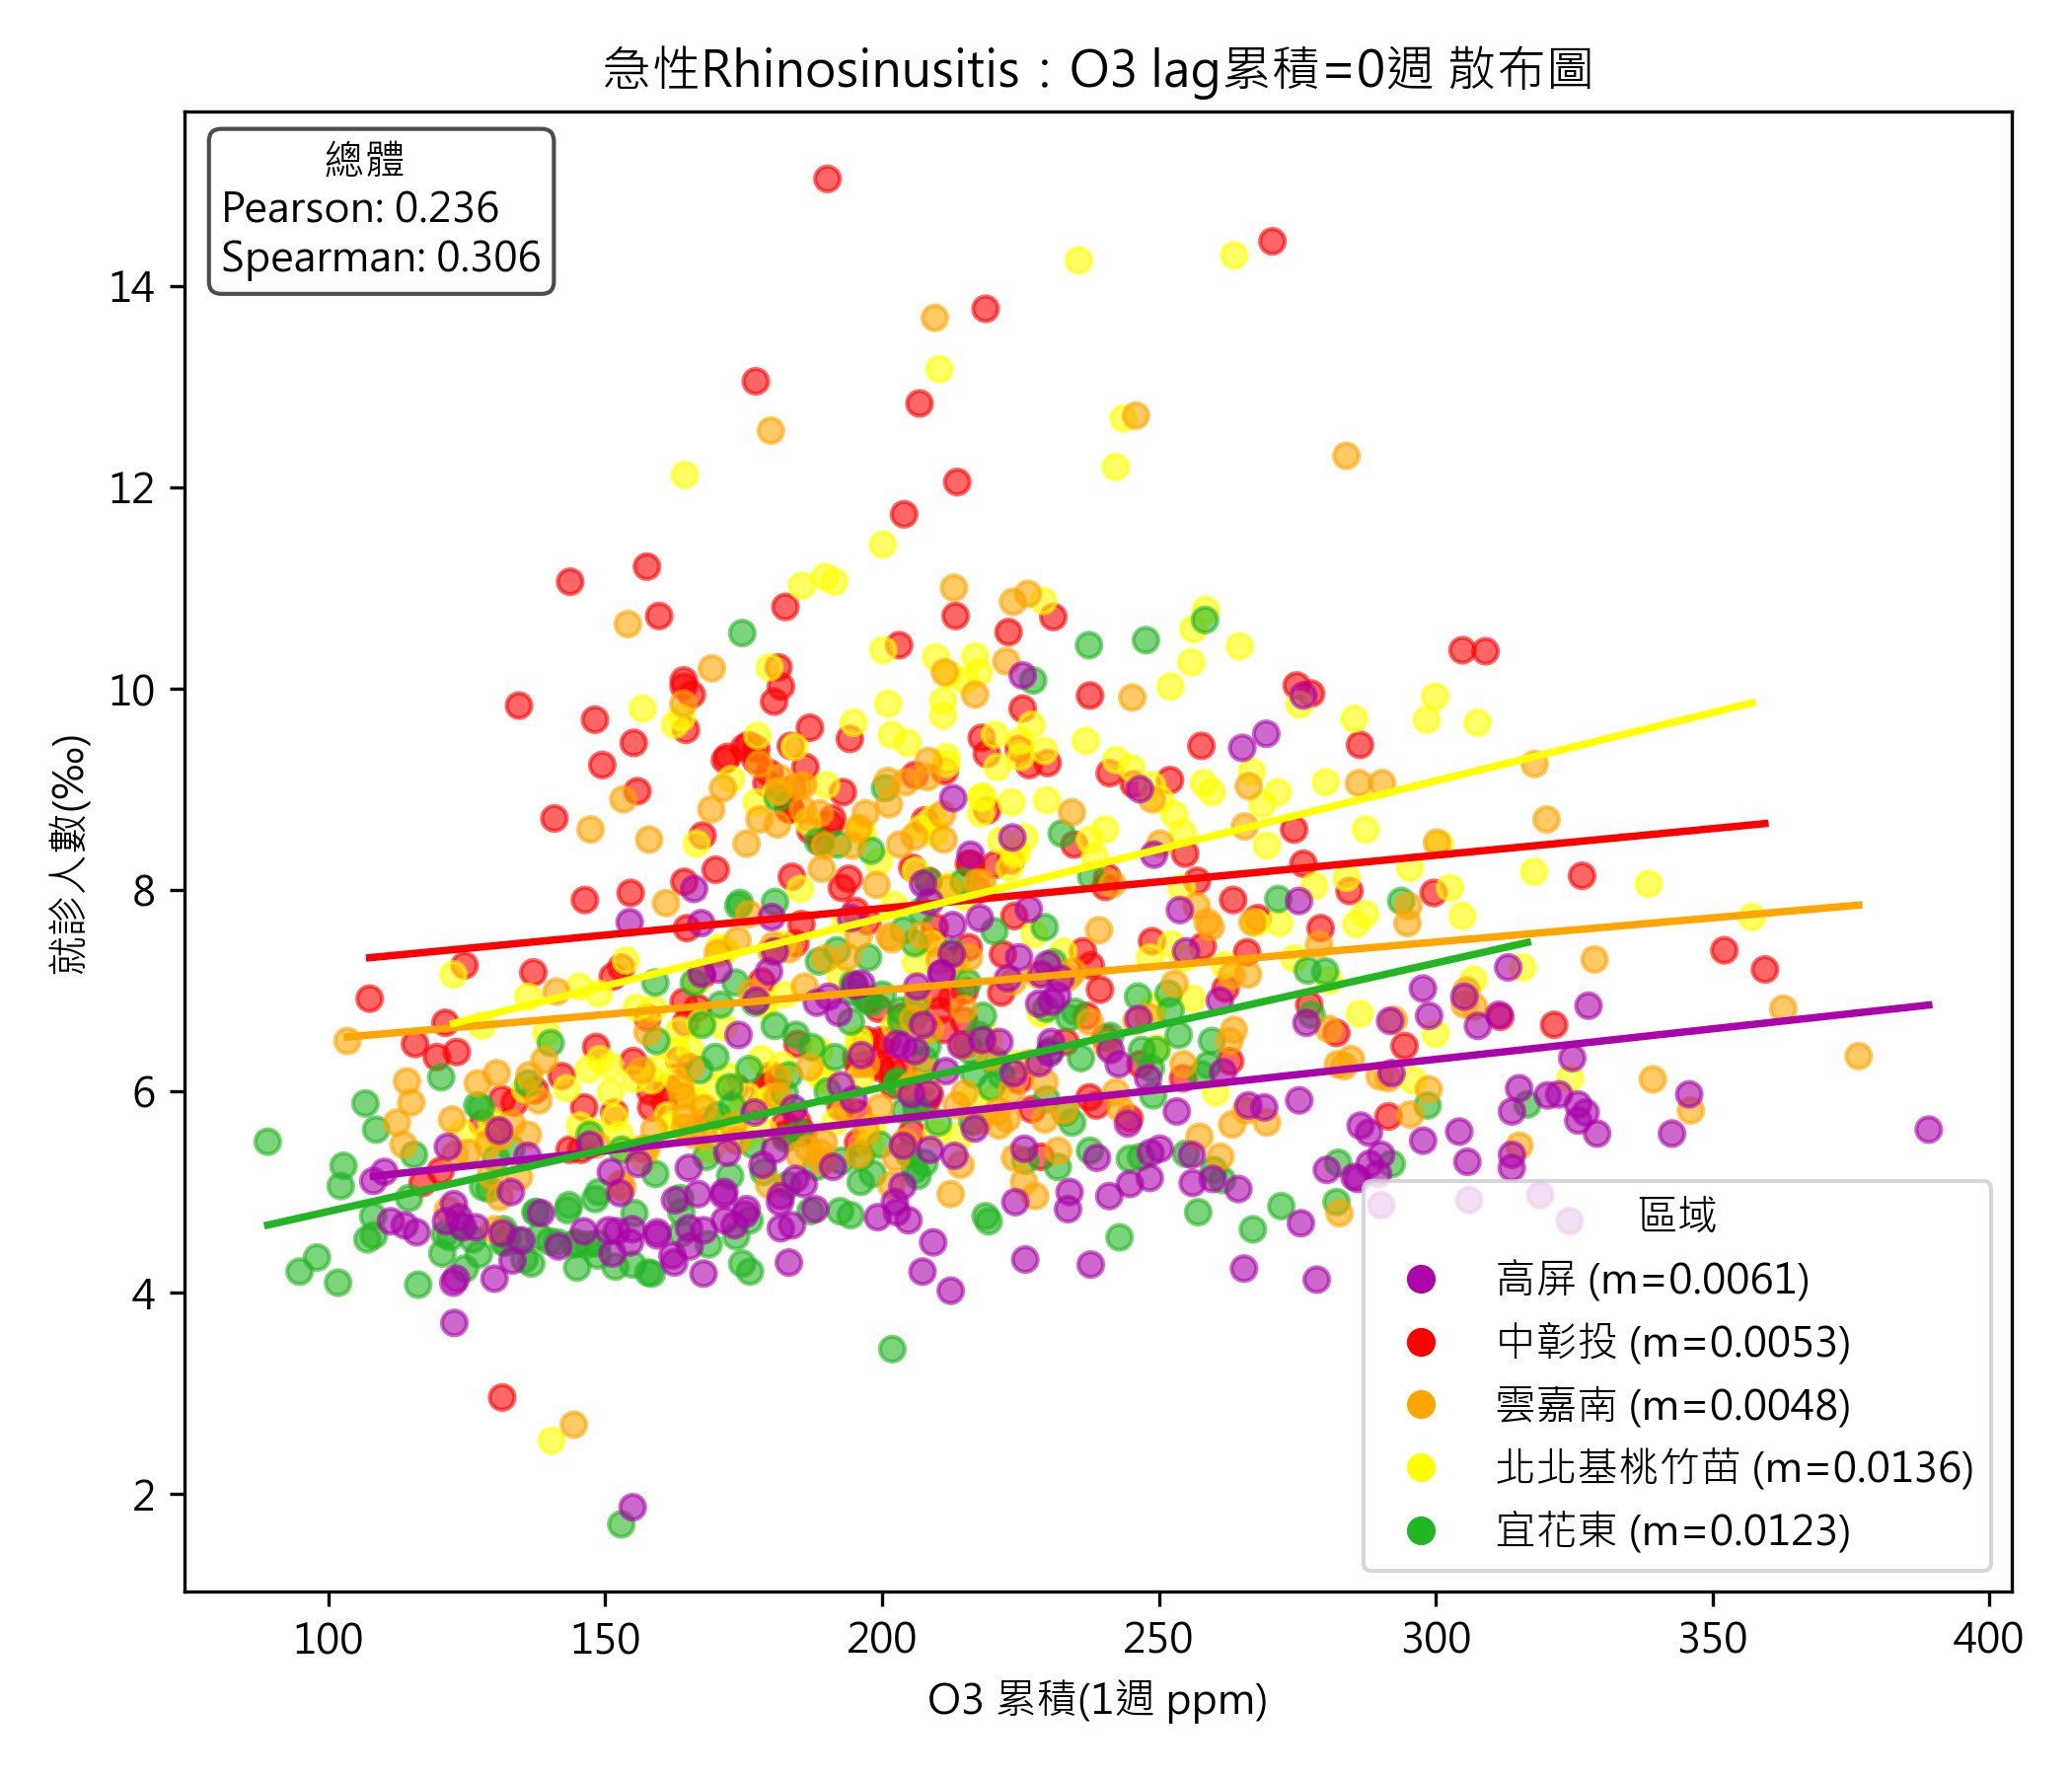 急性Rhinosinusitis：O3 lag累積=0週 散布圖
總體
Pearson: 0.236
Spearman: 0.306
就診人數(‰)
14
12
10
8
6
4
2
區域
高屏 (m=0.0061)
中彰投 (m=0.0053)
雲嘉南 (m=0.0048)
北北基桃竹苗 (m=0.0136)
宜花東 (m=0.0123)
100 150 200 250 300 350 400
O3 累積(1週 ppm)